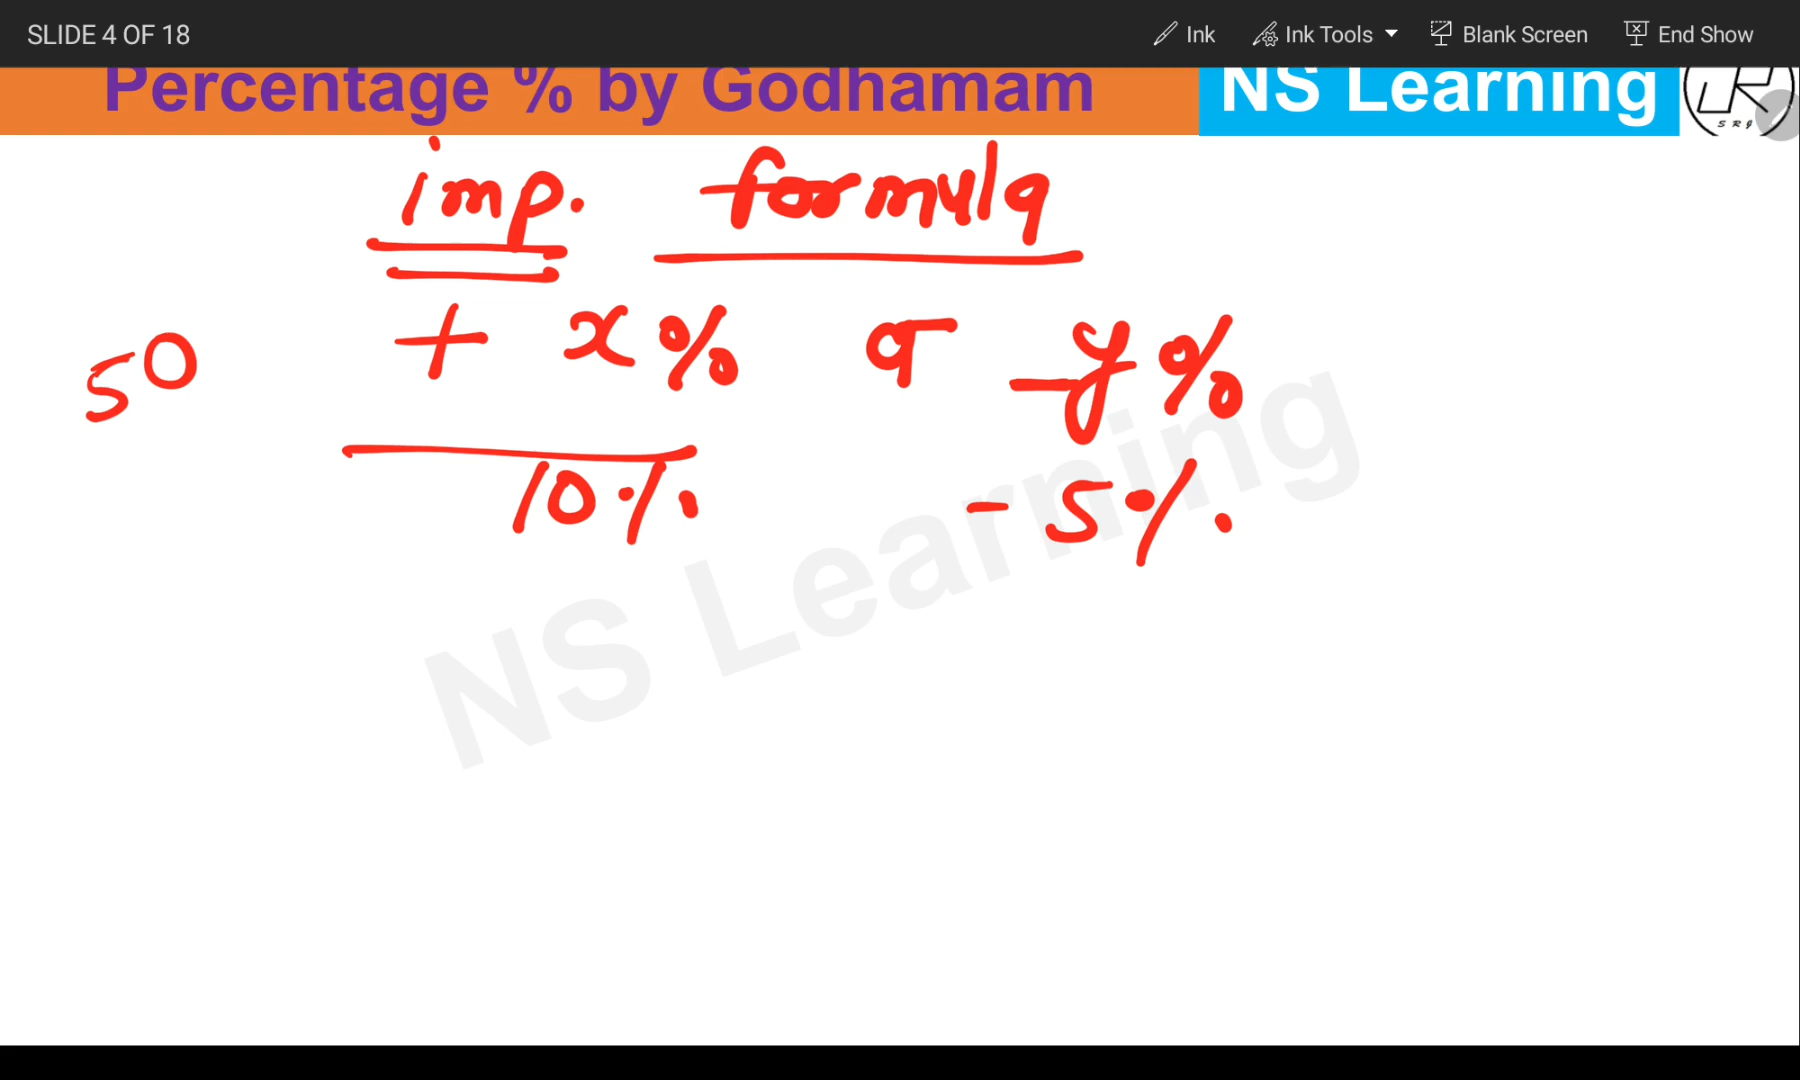 SLIDE 4 OF 18 Ink Ink Tools Blank Screen End Show
Percentage % by Godhamam NS Learning
SRG
imp. formula
50 + x% -y%
10% - 5%
NS Learning